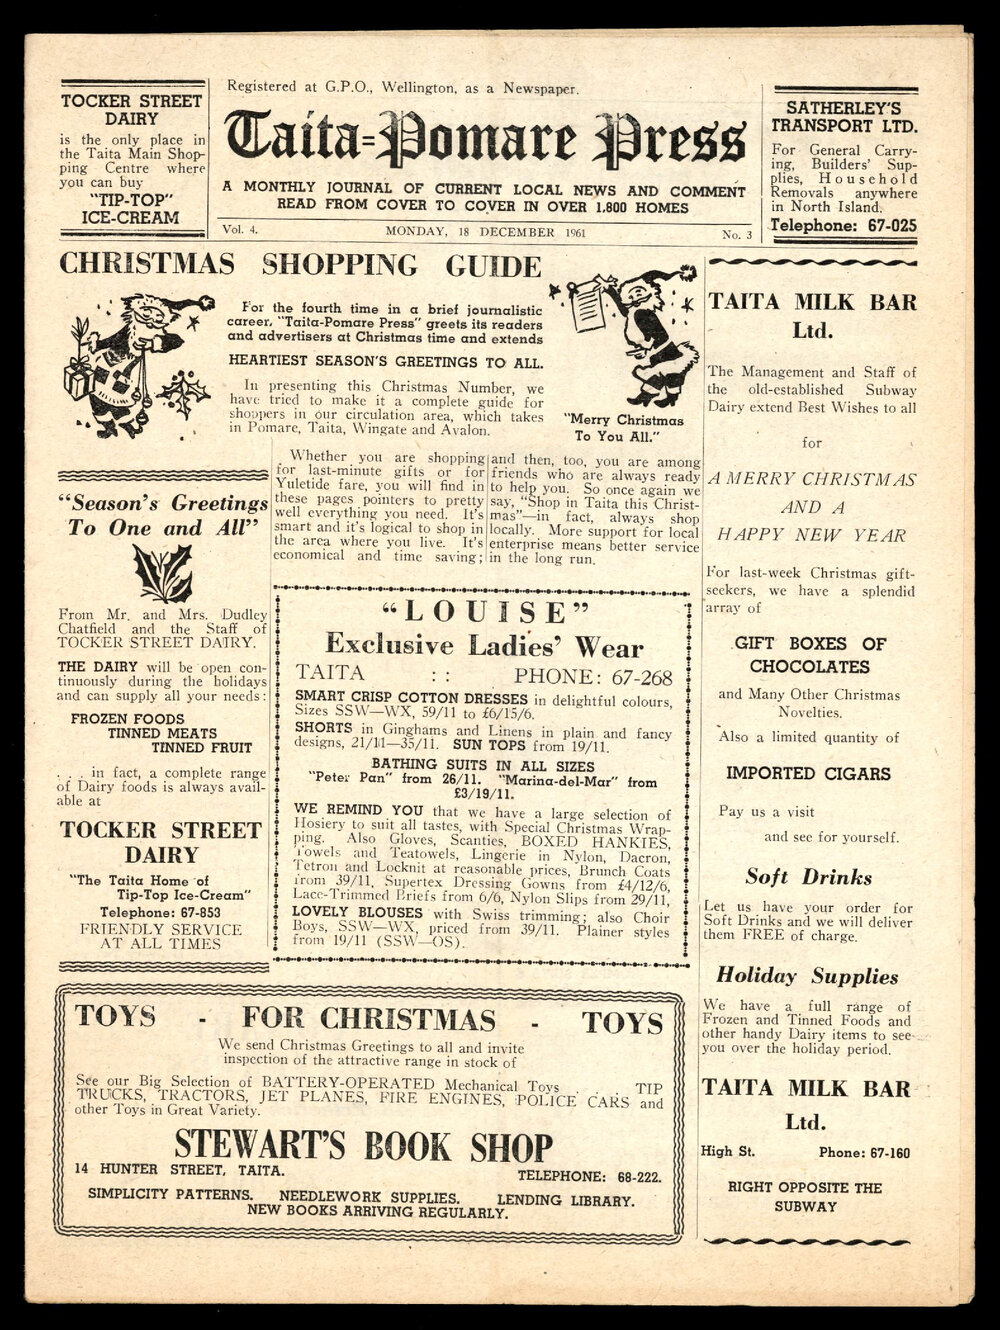 TOCKER STREET
DAIRY
is the only place in
the Taita Main Shop-
ping Centre where
you can buy
"TIP-TOP"
ICE-CREAM
Registered at G.P.O., Wellington, as a Newspaper.
Taita-Pomare Press
A MONTHLY JOURNAL OF CURRENT LOCAL NEWS AND COMMENT
READ FROM COVER TO COVER IN OVER 1,800 HOMES
Vol. 4. MONDAY, 18 DECEMBER 1961 No. 3
SATHERLEY'S
TRANSPORT LTD.
For General Carry-
ing, Builders' Sup-
plies, Household
Removals anywhere
in North Island.
Telephone: 67-025
CHRISTMAS SHOPPING GUIDE
For the fourth time in a brief journalistic
career, "Taita-Pomare Press" greets its readers
and advertisers at Christmas time and extends
HEARTIEST SEASON'S GREETINGS TO ALL.
In presenting this Christmas Number, we
have tried to make it a complete guide for
shoppers in our circulation area, which takes
in Pomare, Taita, Wingate and Avalon.
"Merry Christmas
To You All."
Whether you are shopping
for last-minute gifts or for
Yuletide fare, you will find in
these pages pointers to pretty
well everything you need. It's
smart and it's logical to shop in
the area where you live. It's
economical and time saving;
and then, too, you are among
friends who are always ready
to help you. So once again we
say, "Shop in Taita this Christ-
mas"—in fact, always shop
locally. More support for local
enterprise means better service
in the long run.
"Season's Greetings
To One and All"
From Mr. and Mrs. Dudley
Chatfield and the Staff of
TOCKER STREET DAIRY.
THE DAIRY will be open con-
tinuously during the holidays
and can supply all your needs:
FROZEN FOODS
TINNED MEATS
TINNED FRUIT
. . . in fact, a complete range
of Dairy foods is always avail-
able at
TOCKER STREET
DAIRY
"The Taita Home of
Tip-Top Ice-Cream"
Telephone: 67-853
FRIENDLY SERVICE
AT ALL TIMES
"LOUISE"
Exclusive Ladies' Wear
TAITA : : PHONE: 67-268
SMART CRISP COTTON DRESSES in delightful colours,
Sizes SSW—WX, 59/11 to £6/15/6.
SHORTS in Ginghams and Linens in plain and fancy
designs, 21/11—35/11. SUN TOPS from 19/11.
BATHING SUITS IN ALL SIZES
"Peter Pan" from 26/11. "Marina-del-Mar" from
£3/19/11.
WE REMIND YOU that we have a large selection of
Hosiery to suit all tastes, with Special Christmas Wrap-
ping. Also Gloves, Scanties, BOXED HANKIES,
Towels and Teatowels, Lingerie in Nylon, Dacron,
Tetron and Locknit at reasonable prices, Brunch Coats
from 39/11, Supertex Dressing Gowns from £4/12/6,
Lace-Trimmed Briefs from 6/6, Nylon Slips from 29/11,
LOVELY BLOUSES with Swiss trimming; also Choir
Boys, SSW—WX, priced from 39/11. Plainer styles
from 19/11 (SSW—OS).
TOYS - FOR CHRISTMAS - TOYS
We send Christmas Greetings to all and invite
inspection of the attractive range in stock of
See our Big Selection of BATTERY-OPERATED Mechanical Toys . . . TIP
TRUCKS, TRACTORS, JET PLANES, FIRE ENGINES, POLICE CARS and
other Toys in Great Variety.
STEWART'S BOOK SHOP
14 HUNTER STREET, TAITA. TELEPHONE: 68-222.
SIMPLICITY PATTERNS. NEEDLEWORK SUPPLIES. LENDING LIBRARY.
NEW BOOKS ARRIVING REGULARLY.
TAITA MILK BAR
Ltd.
The Management and Staff of
the old-established Subway
Dairy extend Best Wishes to all
for
A MERRY CHRISTMAS
AND A
HAPPY NEW YEAR
For last-week Christmas gift-
seekers, we have a splendid
array of
GIFT BOXES OF
CHOCOLATES
and Many Other Christmas
Novelties.
Also a limited quantity of
IMPORTED CIGARS
Pay us a visit
and see for yourself.
Soft Drinks
Let us have your order for
Soft Drinks and we will deliver
them FREE of charge.
Holiday Supplies
We have a full range of
Frozen and Tinned Foods and
other handy Dairy items to see
you over the holiday period.
TAITA MILK BAR
Ltd.
High St. Phone: 67-160
RIGHT OPPOSITE THE
SUBWAY